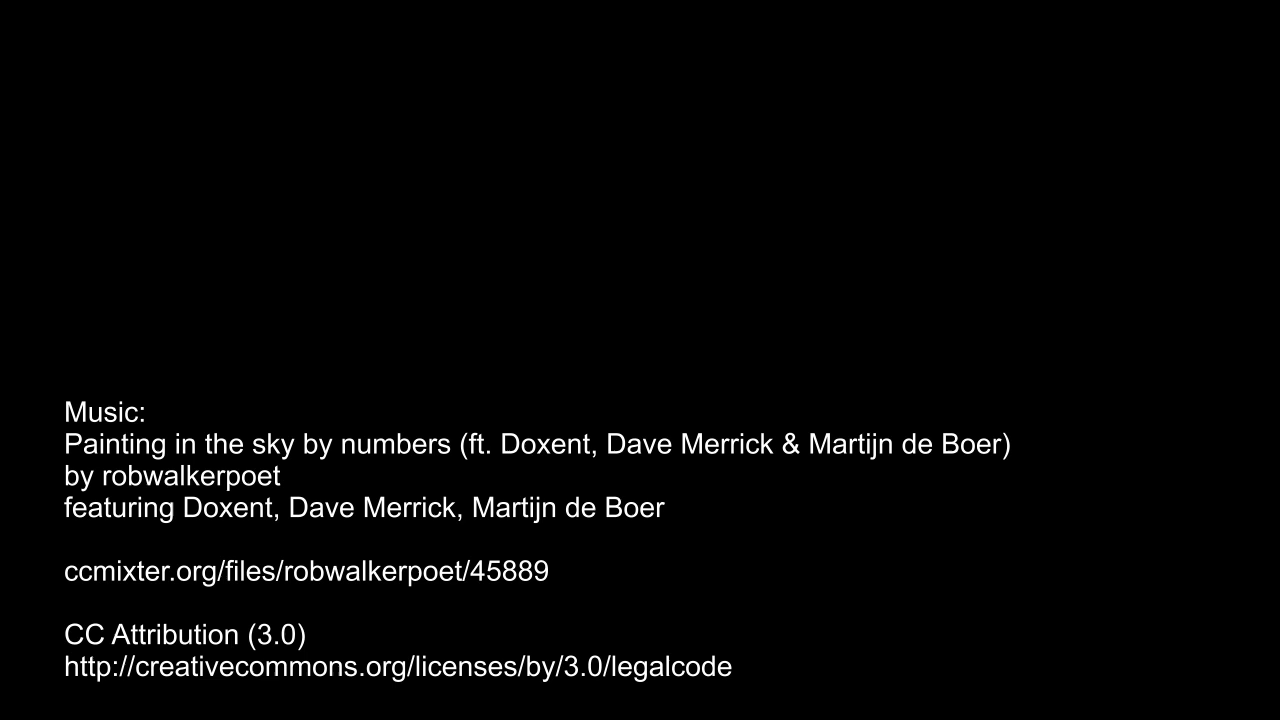 Music:
Painting in the sky by numbers (ft. Doxent, Dave Merrick & Martijn de Boer)
by robwalkerpoet
featuring Doxent, Dave Merrick, Martijn de Boer
ccmixter.org/files/robwalkerpoet/45889
CC Attribution (3.0)
http://creativecommons.org/licenses/by/3.0/legalcode